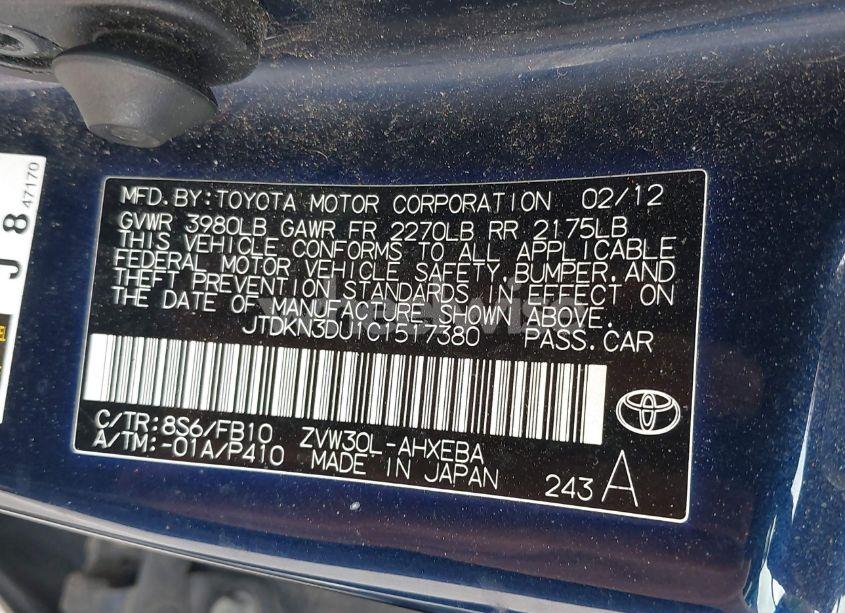 MFD.BY:TOYOTA MOTOR CORPORATION 02/12
GVWR 3980LB GAWR FR 2270LB RR 2175LB
THIS VEHICLE CONFORMS TO ALL APPLICABLE
FEDERAL MOTOR VEHICLE SAFETY, BUMPER, AND
THEFT PREVENTION STANDARDS IN EFFECT ON
THE DATE OF MANUFACTURE SHOWN ABOVE.
JTDKN3DU1C1517380 PASS.CAR
C/TR:8S6/FB10 ZVW30L-AHXEBA
A/TM:-01A/P410 MADE IN JAPAN
243 A
J 8
47170